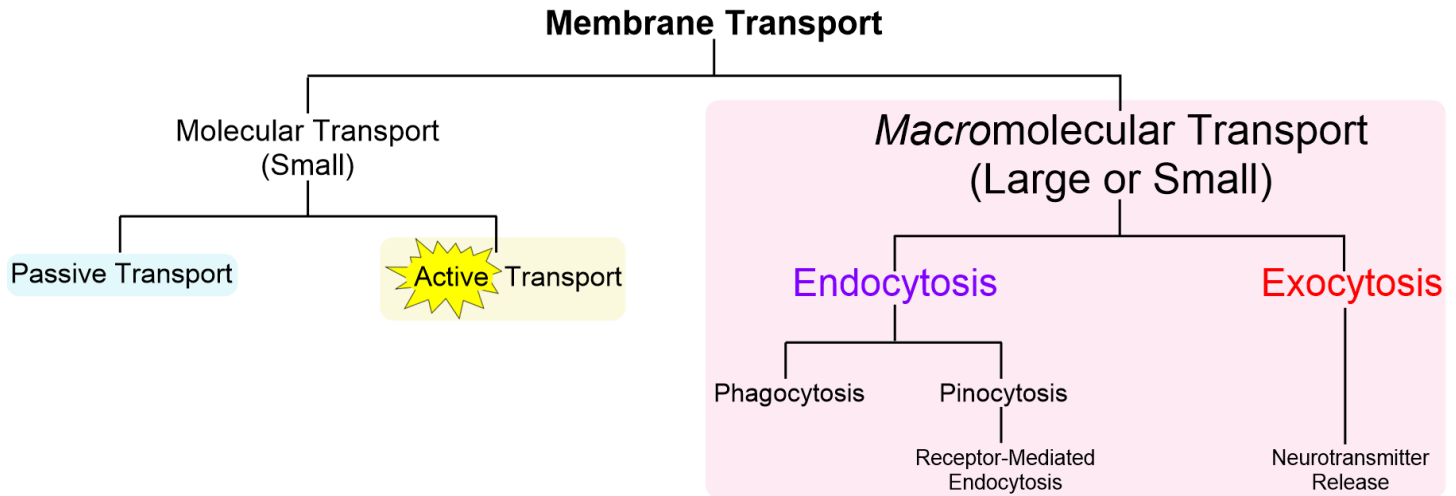 Membrane Transport
Molecular Transport
(Small)
Macromolecular Transport
(Large or Small)
Passive Transport
Active Transport
Endocytosis
Exocytosis
Phagocytosis
Pinocytosis
Receptor-Mediated
Endocytosis
Neurotransmitter
Release